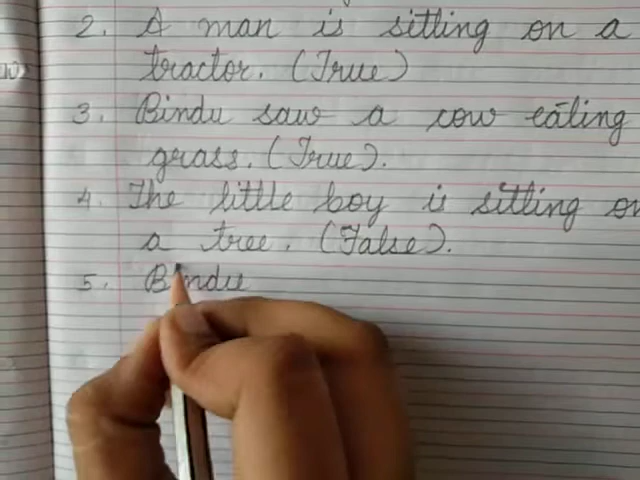 2. A man is sitting on a
tractor. (True)
3. Bindu saw a cow eating
grass. (True).
4. The little boy is sitting on
a tree. (False).
5. Bindu